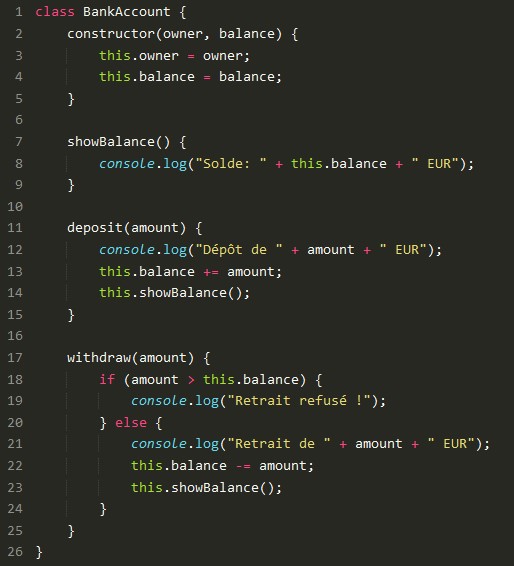 1 class BankAccount {
2     constructor(owner, balance) {
3         this.owner = owner;
4         this.balance = balance;
5     }
6
7     showBalance() {
8         console.log("Solde: " + this.balance + " EUR");
9     }
10
11     deposit(amount) {
12         console.log("Dépôt de " + amount + " EUR");
13         this.balance += amount;
14         this.showBalance();
15     }
16
17     withdraw(amount) {
18         if (amount > this.balance) {
19             console.log("Retrait refusé !");
20         } else {
21             console.log("Retrait de " + amount + " EUR");
22             this.balance -= amount;
23             this.showBalance();
24         }
25     }
26 }